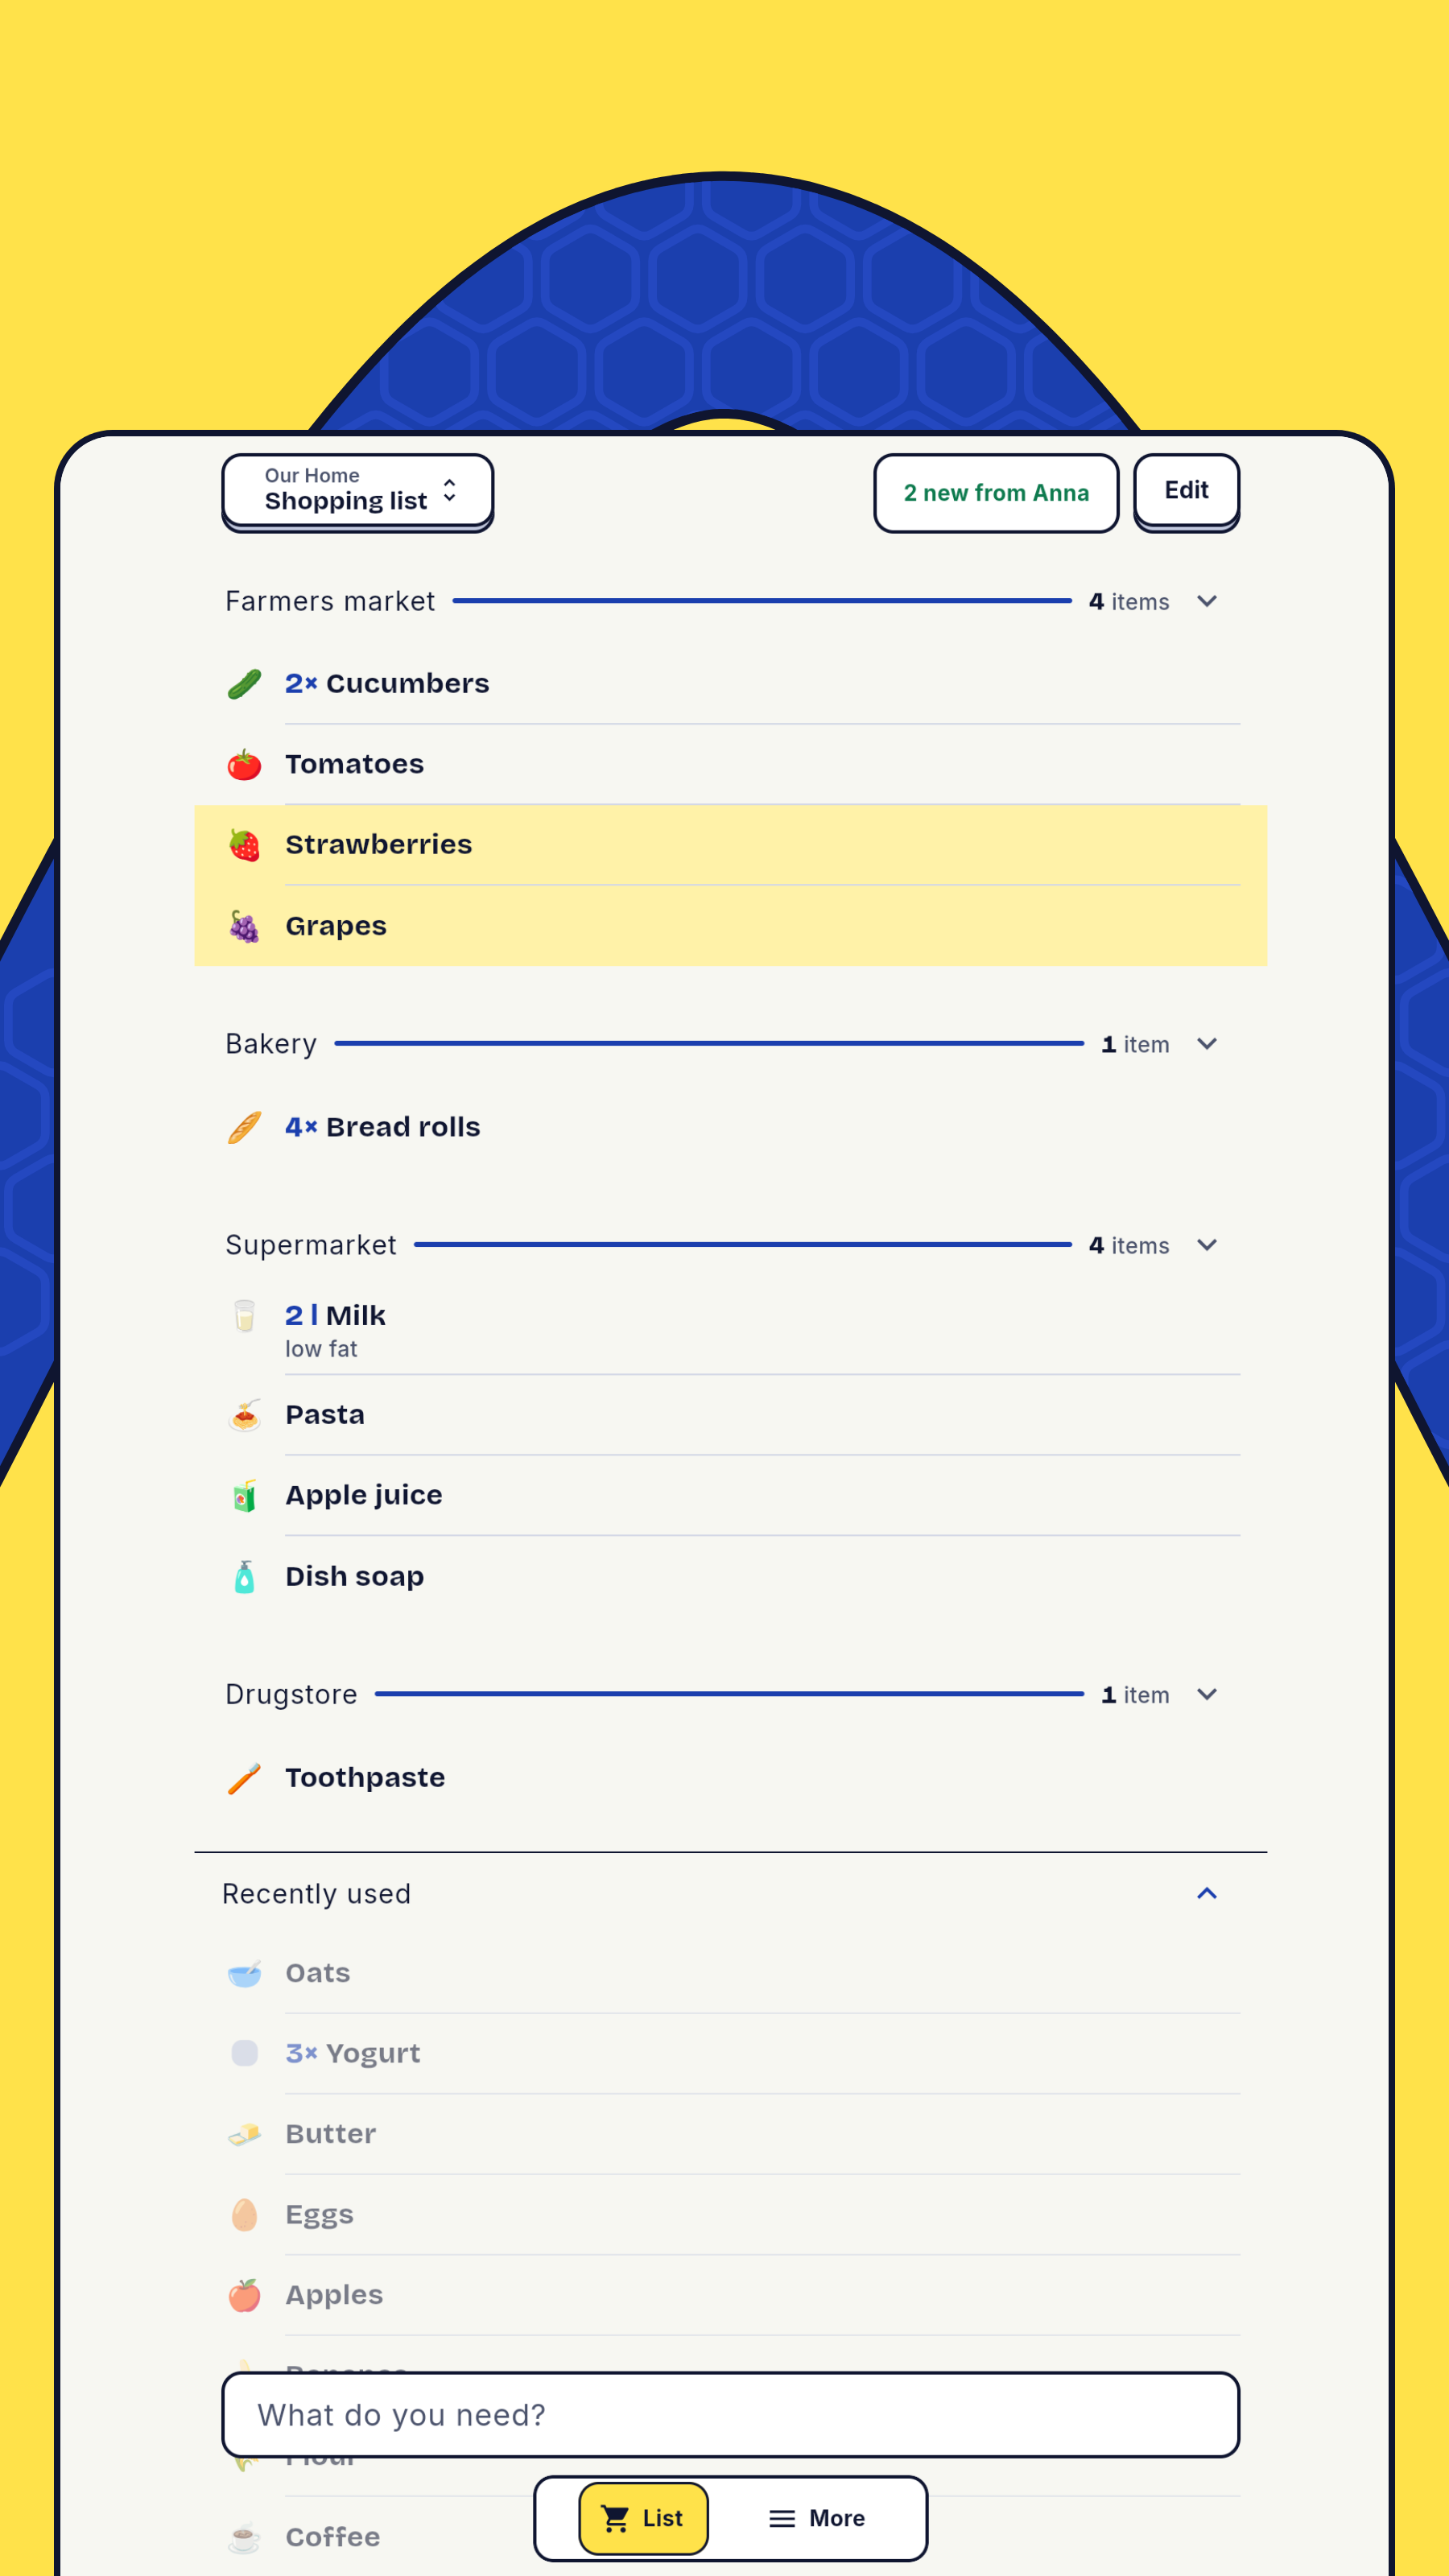 Our Home
Shopping list
2 new from Anna
Edit
Farmers market 4 items
2× Cucumbers
Tomatoes
Strawberries
Grapes
Bakery 1 item
4× Bread rolls
Supermarket 4 items
2 l Milk
low fat
Pasta
Apple juice
Dish soap
Drugstore 1 item
Toothpaste
Recently used
Oats
3× Yogurt
Butter
Eggs
Apples
What do you need?
List
More
Coffee